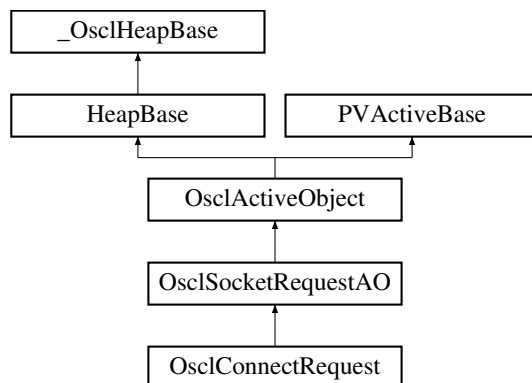 _OsclHeapBase
HeapBase
PVActiveBase
OsclActiveObject
OsclSocketRequestAO
OsclConnectRequest